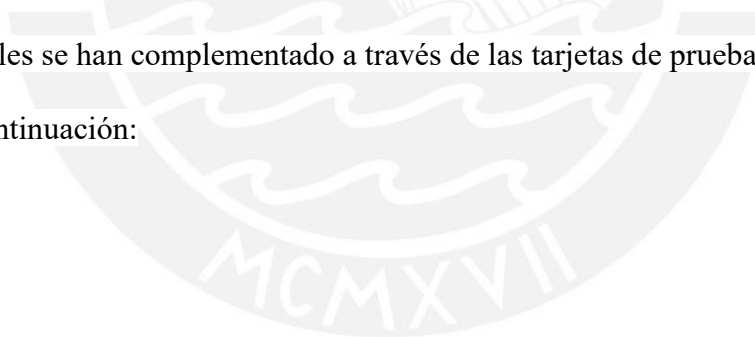 les se han complementado a través de las tarjetas de prueba
ntinuación:
MCMXVII